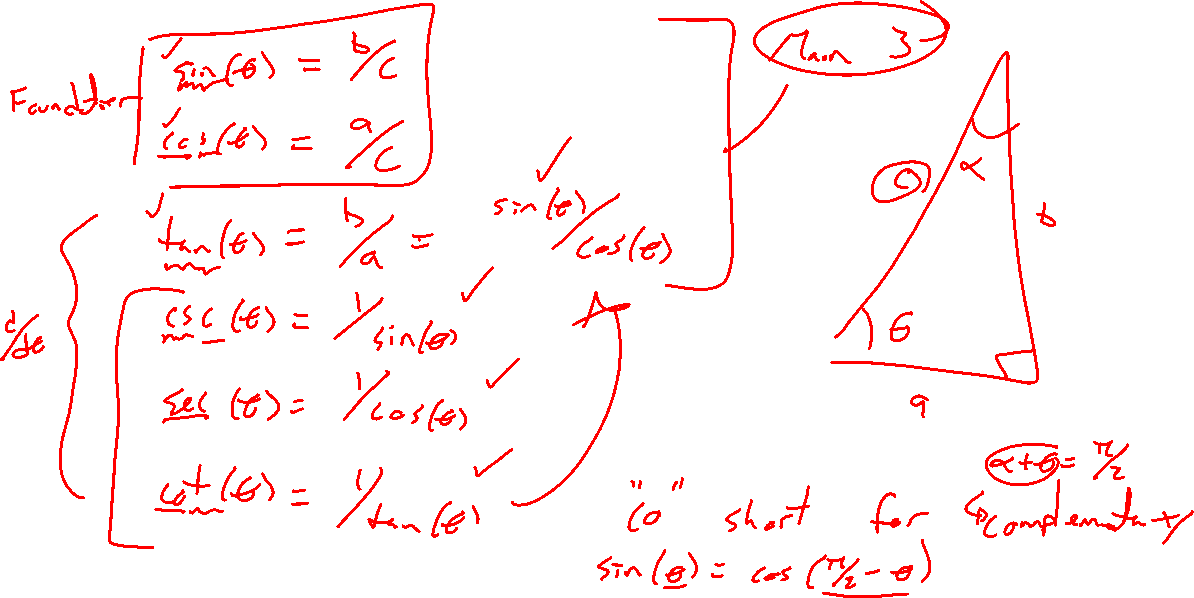 Main 3
sin(θ) = b/c
Foundation
cos(θ) = a/c
tan(θ) = b/a = sin(θ)/cos(θ)
csc(θ) = 1/sin(θ)
d/dθ
sec(θ) = 1/cos(θ)
cot(θ) = 1/tan(θ)
α
c
b
θ
a
α+θ = π/2
"co" short for complementary
sin(θ) = cos(π/2 - θ)